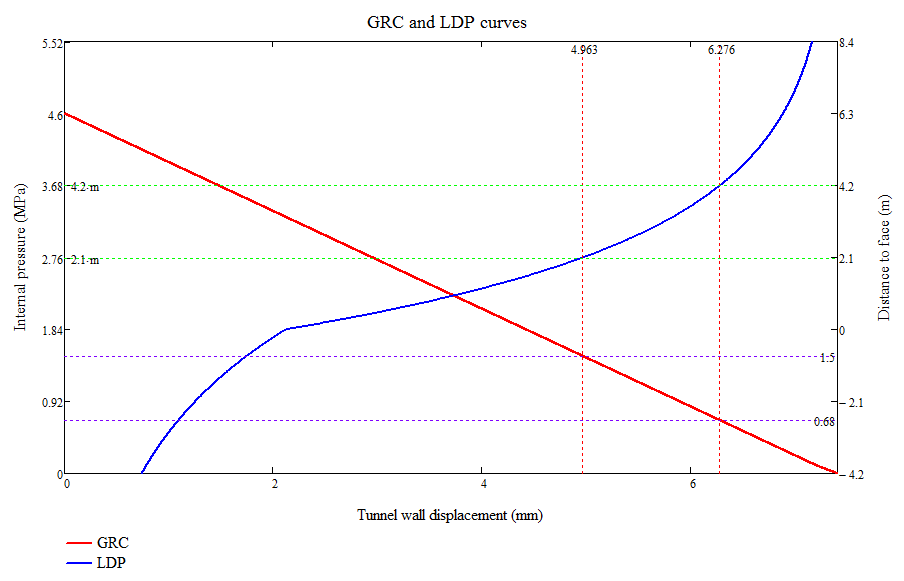 GRC and LDP curves
5.52 4.963 6.276 8.4
4.6 6.3
3.68 4.2·m 4.2
2.76 2.1·m 2.1
1.84 0
1.5
0.92 −2.1
0.68
0 −4.2
0 2 4 6
Internal pressure (MPa)
Distance to face (m)
Tunnel wall displacement (mm)
GRC
LDP